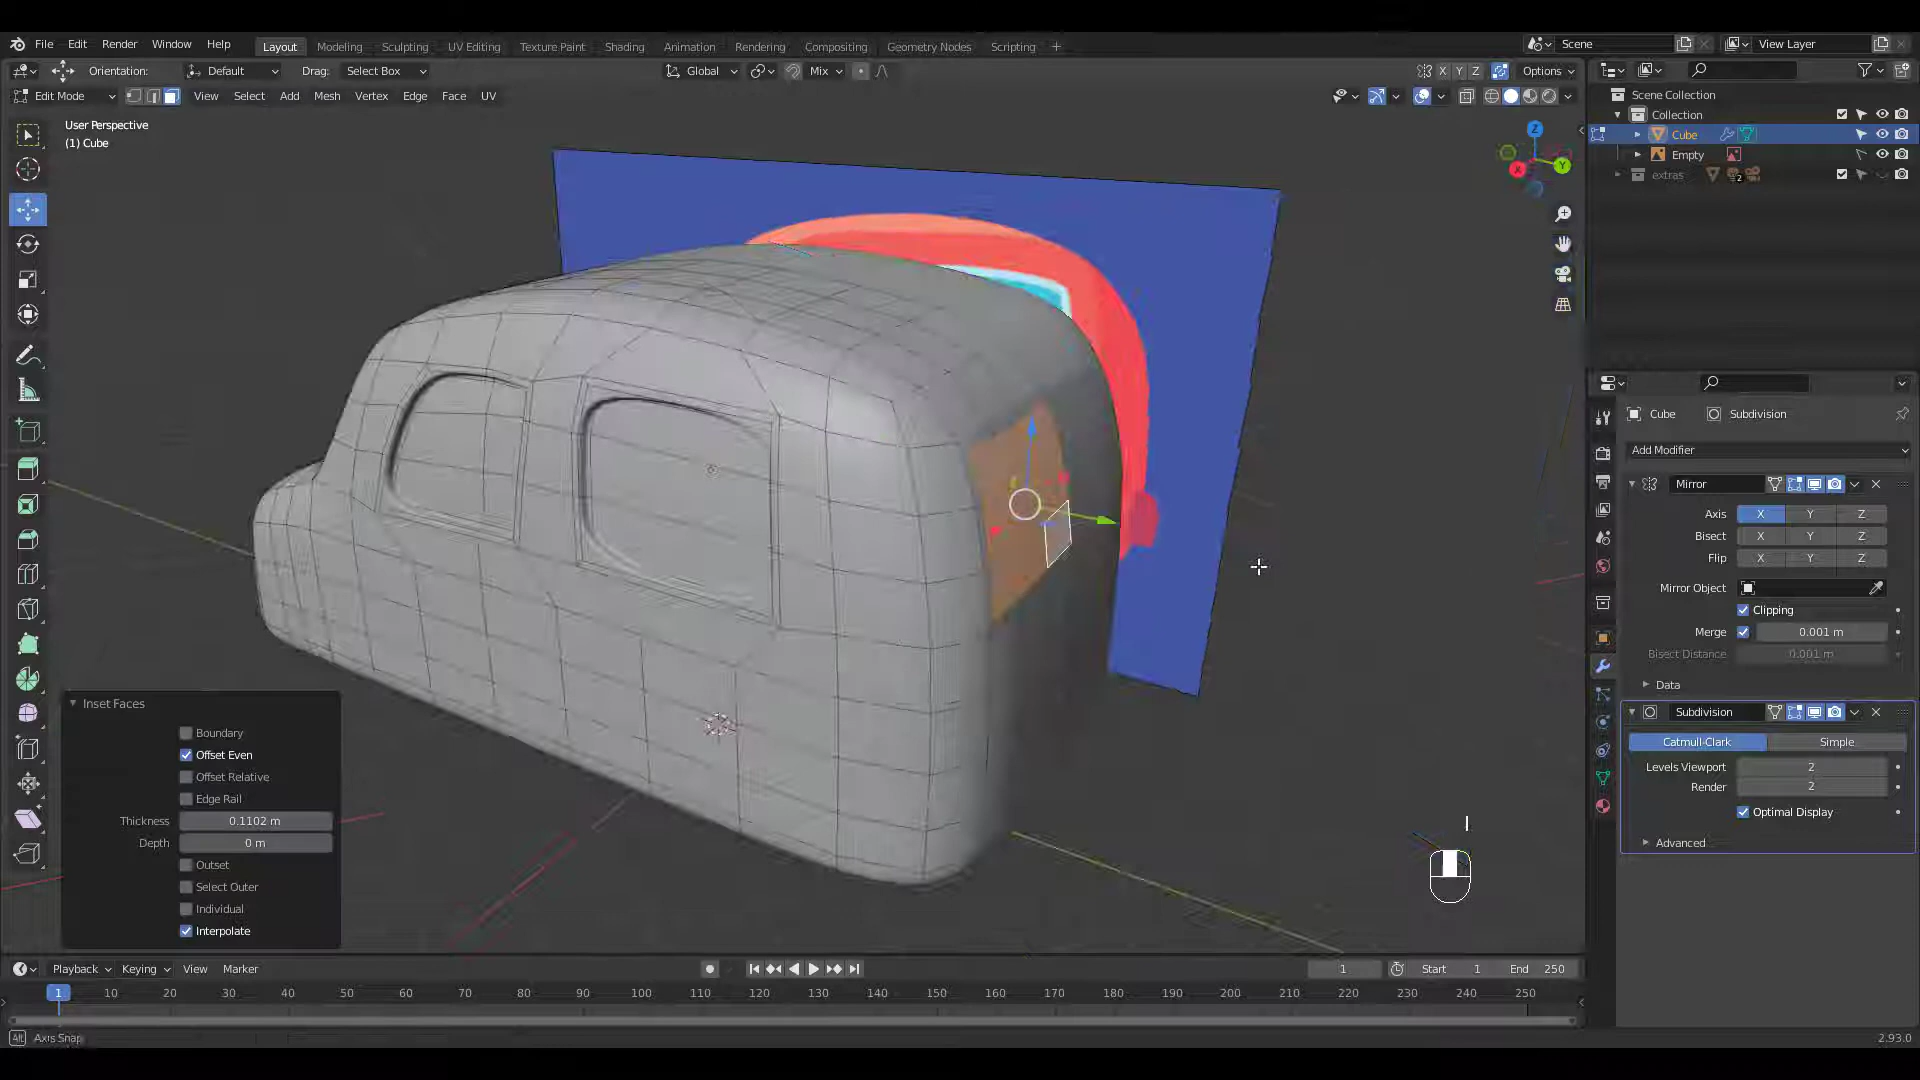 File Edit Render Window Help Layout Modeling Sculpting UV Editing Texture Paint Shading Animation Rendering Compositing Geometry Nodes Scripting + Scene View Layer
Orientation: Default Drag: Select Box Global Mix X Y Z Options
Edit Mode View Select Add Mesh Vertex Edge Face UV
User Perspective
(1) Cube
Scene Collection
Collection
Cube
Empty
extras 2
Z
Y
X
Cube Subdivision
Add Modifier
Mirror
Axis X Y Z
Bisect X Y Z
Flip X Y Z
Mirror Object
Clipping
Merge 0.001 m
Bisect Distance 0.001 m
Data
Subdivision
Catmull-Clark Simple
Levels Viewport 2
Render 2
Optimal Display
Advanced
Inset Faces
Boundary
Offset Even
Offset Relative
Edge Rail
Thickness 0.1102 m
Depth 0 m
Outset
Select Outer
Individual
Interpolate
I
Playback Keying View Marker 1 Start 1 End 250
1 10 20 30 40 50 60 70 80 90 100 110 120 130 140 150 160 170 180 190 200 210 220 230 240 250
Alt Axis Snap 2.93.0